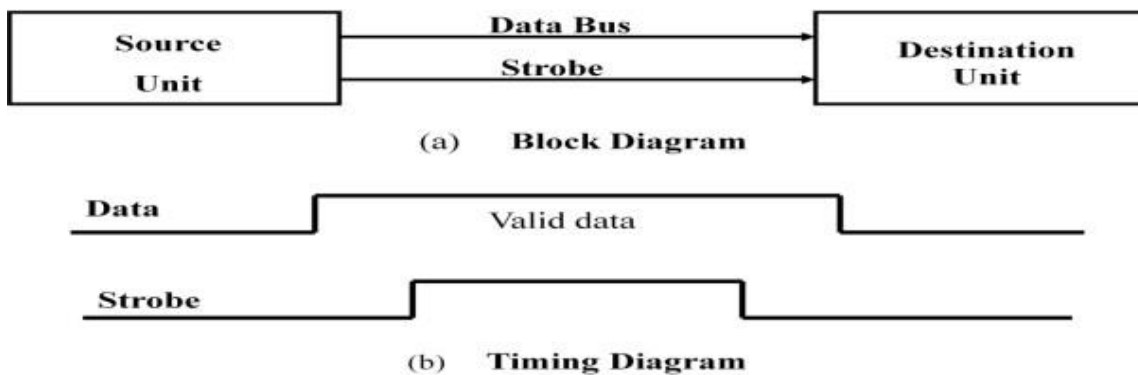 Source
Unit
Data Bus
Strobe
Destination
Unit
(a) Block Diagram
Data
Valid data
Strobe
(b) Timing Diagram